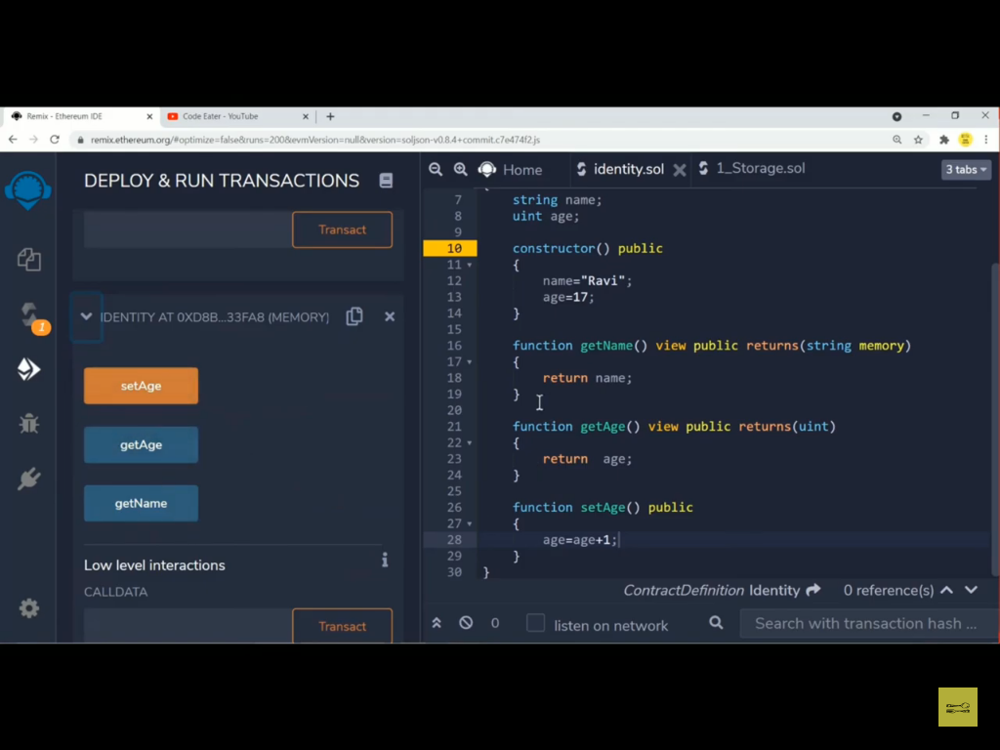 Remix - Ethereum IDE
Code Eater - YouTube
remix.ethereum.org/#optimize=false&runs=200&evmVersion=null&version=soljson-v0.8.4+commit.c7e474f2.js
DEPLOY & RUN TRANSACTIONS
Transact
1
IDENTITY AT 0XD8B...33FA8 (MEMORY)
setAge
getAge
getName
Low level interactions
CALLDATA
Transact
Home
identity.sol
1_Storage.sol
3 tabs
7 string name;
8 uint age;
9
10 constructor() public
11 {
12 name="Ravi";
13 age=17;
14 }
15
16 function getName() view public returns(string memory)
17 {
18 return name;
19 }
20
21 function getAge() view public returns(uint)
22 {
23 return  age;
24 }
25
26 function setAge() public
27 {
28 age=age+1;
29 }
30 }
ContractDefinition Identity 0 reference(s)
0 listen on network Search with transaction hash ...